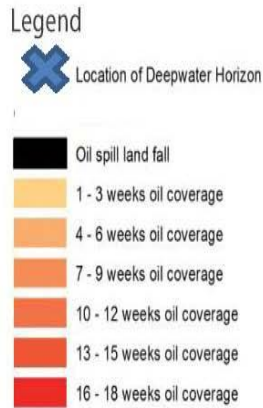 Legend
Location of Deepwater Horizon
Oil spill land fall
1 - 3 weeks oil coverage
4 - 6 weeks oil coverage
7 - 9 weeks oil coverage
10 - 12 weeks oil coverage
13 - 15 weeks oil coverage
16 - 18 weeks oil coverage